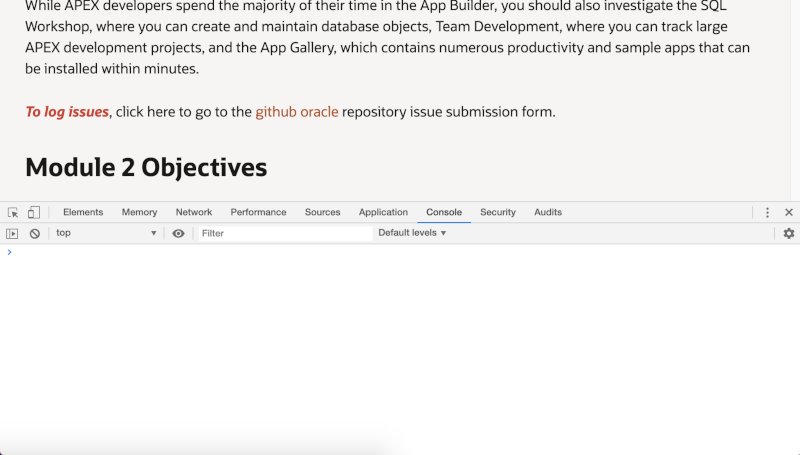 While APEX developers spend the majority of their time in the App Builder, you should also investigate the SQL
Workshop, where you can create and maintain database objects, Team Development, where you can track large
APEX development projects, and the App Gallery, which contains numerous productivity and sample apps that can
be installed within minutes.
To log issues, click here to go to the github oracle repository issue submission form.
Module 2 Objectives
Elements Memory Network Performance Sources Application Console Security Audits
top Filter Default levels